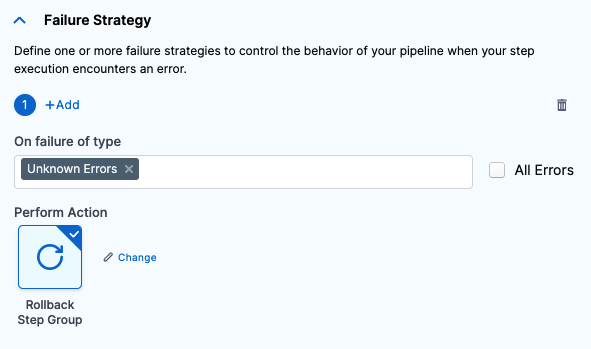 Failure Strategy
Define one or more failure strategies to control the behavior of your pipeline when your step
execution encounters an error.
1 +Add
On failure of type
Unknown Errors ×
All Errors
Perform Action
Change
Rollback
Step Group